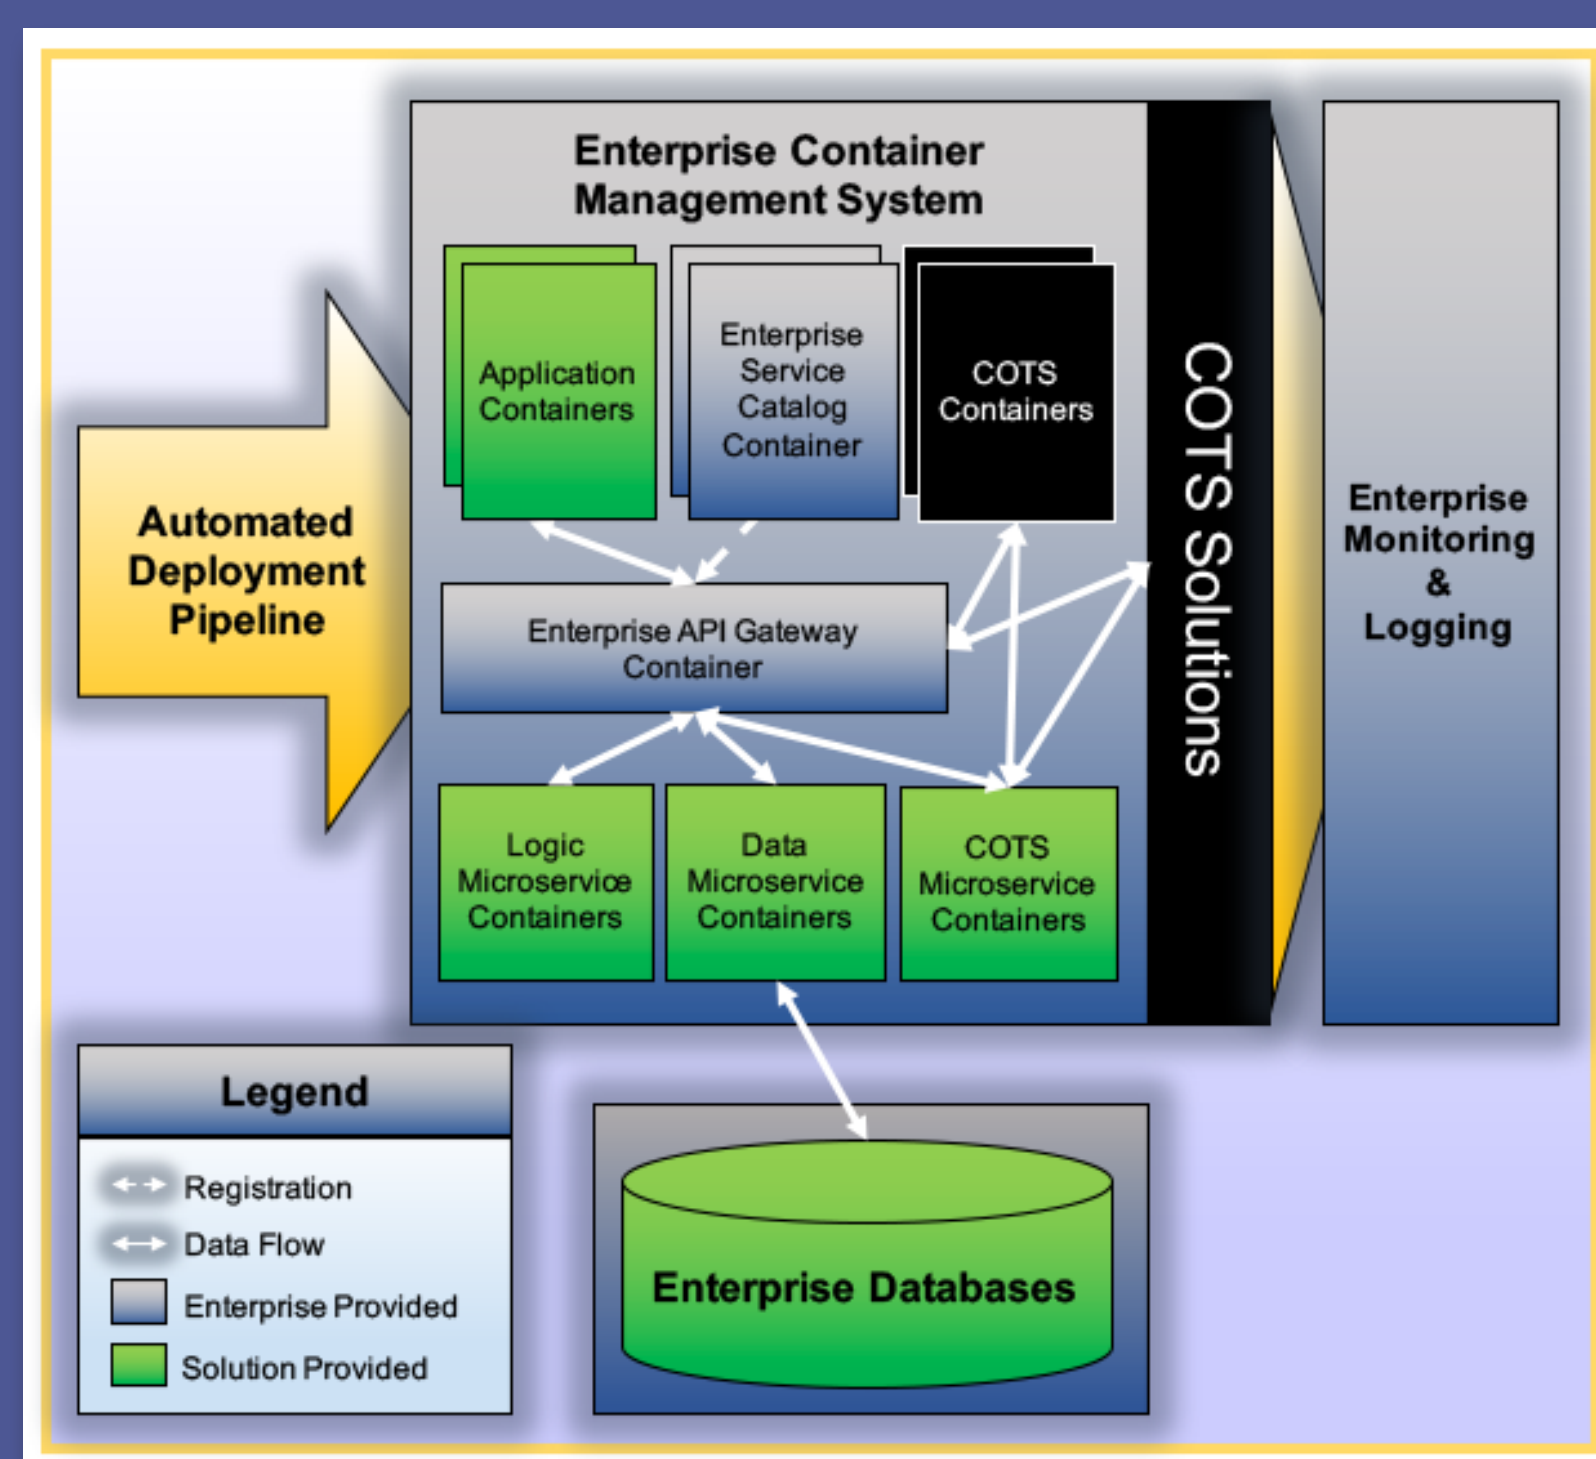 Enterprise Container
Management System
Application
Containers
Enterprise
Service
Catalog
Container
COTS
Containers
COTS Solutions
Enterprise
Monitoring
&
Logging
Automated
Deployment
Pipeline
Enterprise API Gateway
Container
Logic
Microservice
Containers
Data
Microservice
Containers
COTS
Microservice
Containers
Legend
Registration
Data Flow
Enterprise Provided
Solution Provided
Enterprise Databases